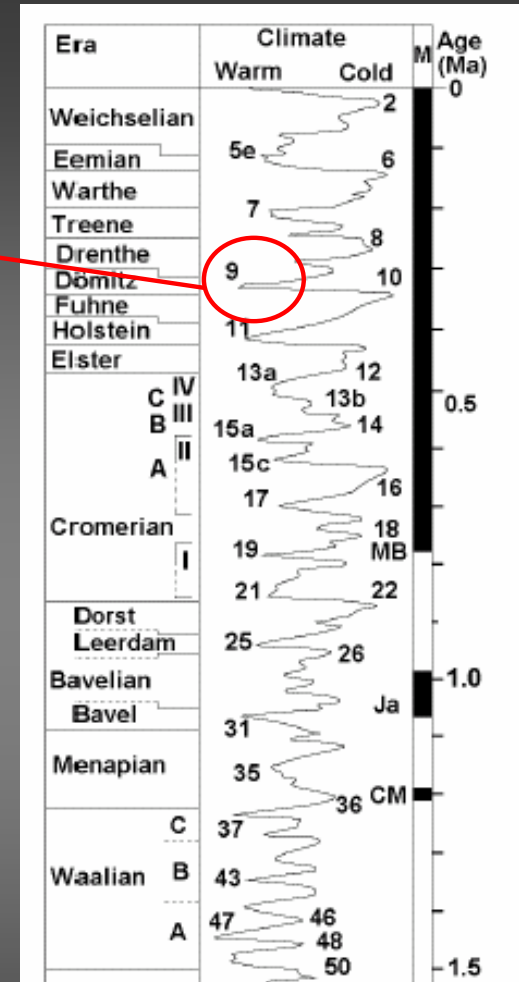 Era Climate M Age
Warm Cold (Ma)
0
2
Weichselian
5e
Eemian 6
Warthe
7
Treene
8
Drenthe
9
Dömitz 10
Fuhne
11
Holstein
Elster 13a 12
C IV 13b 0.5
B III
15a 14
II
A 15c
16
17
Cromerian 18
19 MB
I
21 22
Dorst
Leerdam 25
26
Bavelian 1.0
Ja
Bavel
31
Menapian 35
36 CM
C 37
Waalian B 43
47 46
A 48
50 1.5